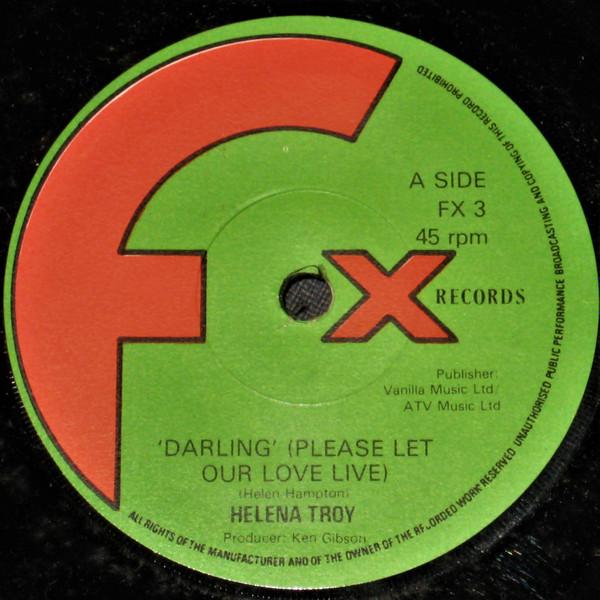 A SIDE
FX 3
45 rpm
fx RECORDS
Publisher:
Vanilla Music Ltd/
ATV Music Ltd
'DARLING' (PLEASE LET
OUR LOVE LIVE)
(Helen Hampton)
HELENA TROY
Producer: Ken Gibson
ALL RIGHTS OF THE MANUFACTURER AND OF THE OWNER OF THE RECORDED WORK RESERVED UNAUTHORISED PUBLIC PERFORMANCE BROADCASTING AND COPYING OF THIS RECORD PROHIBITED